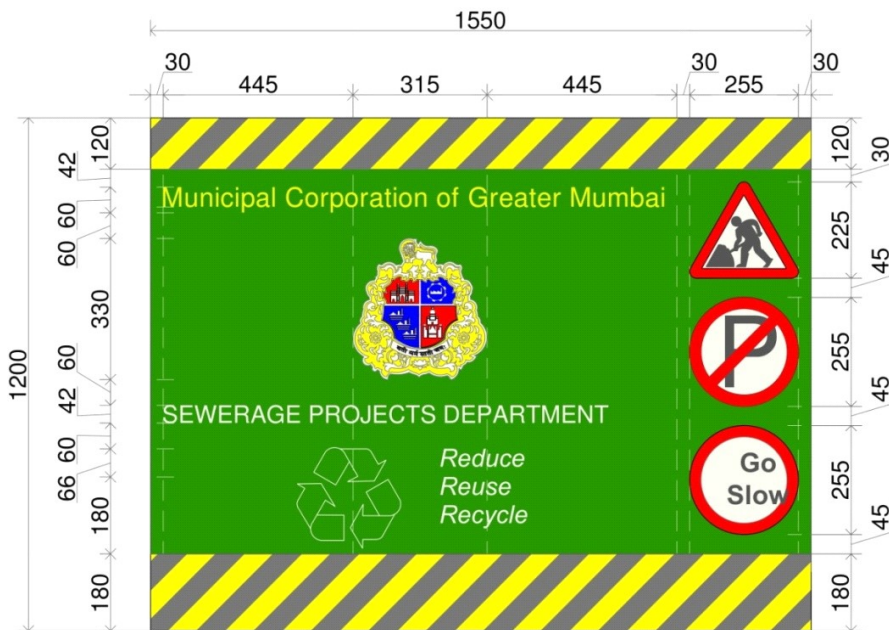 1550
30 30 30
445 315 445 255
120 120
42 30
60
60
225
330
45
1200
255
60
42
45
60
66
255
180
45
180 180
Municipal Corporation of Greater Mumbai
SEWERAGE PROJECTS DEPARTMENT
Reduce
Reuse
Recycle
P
Go
Slow